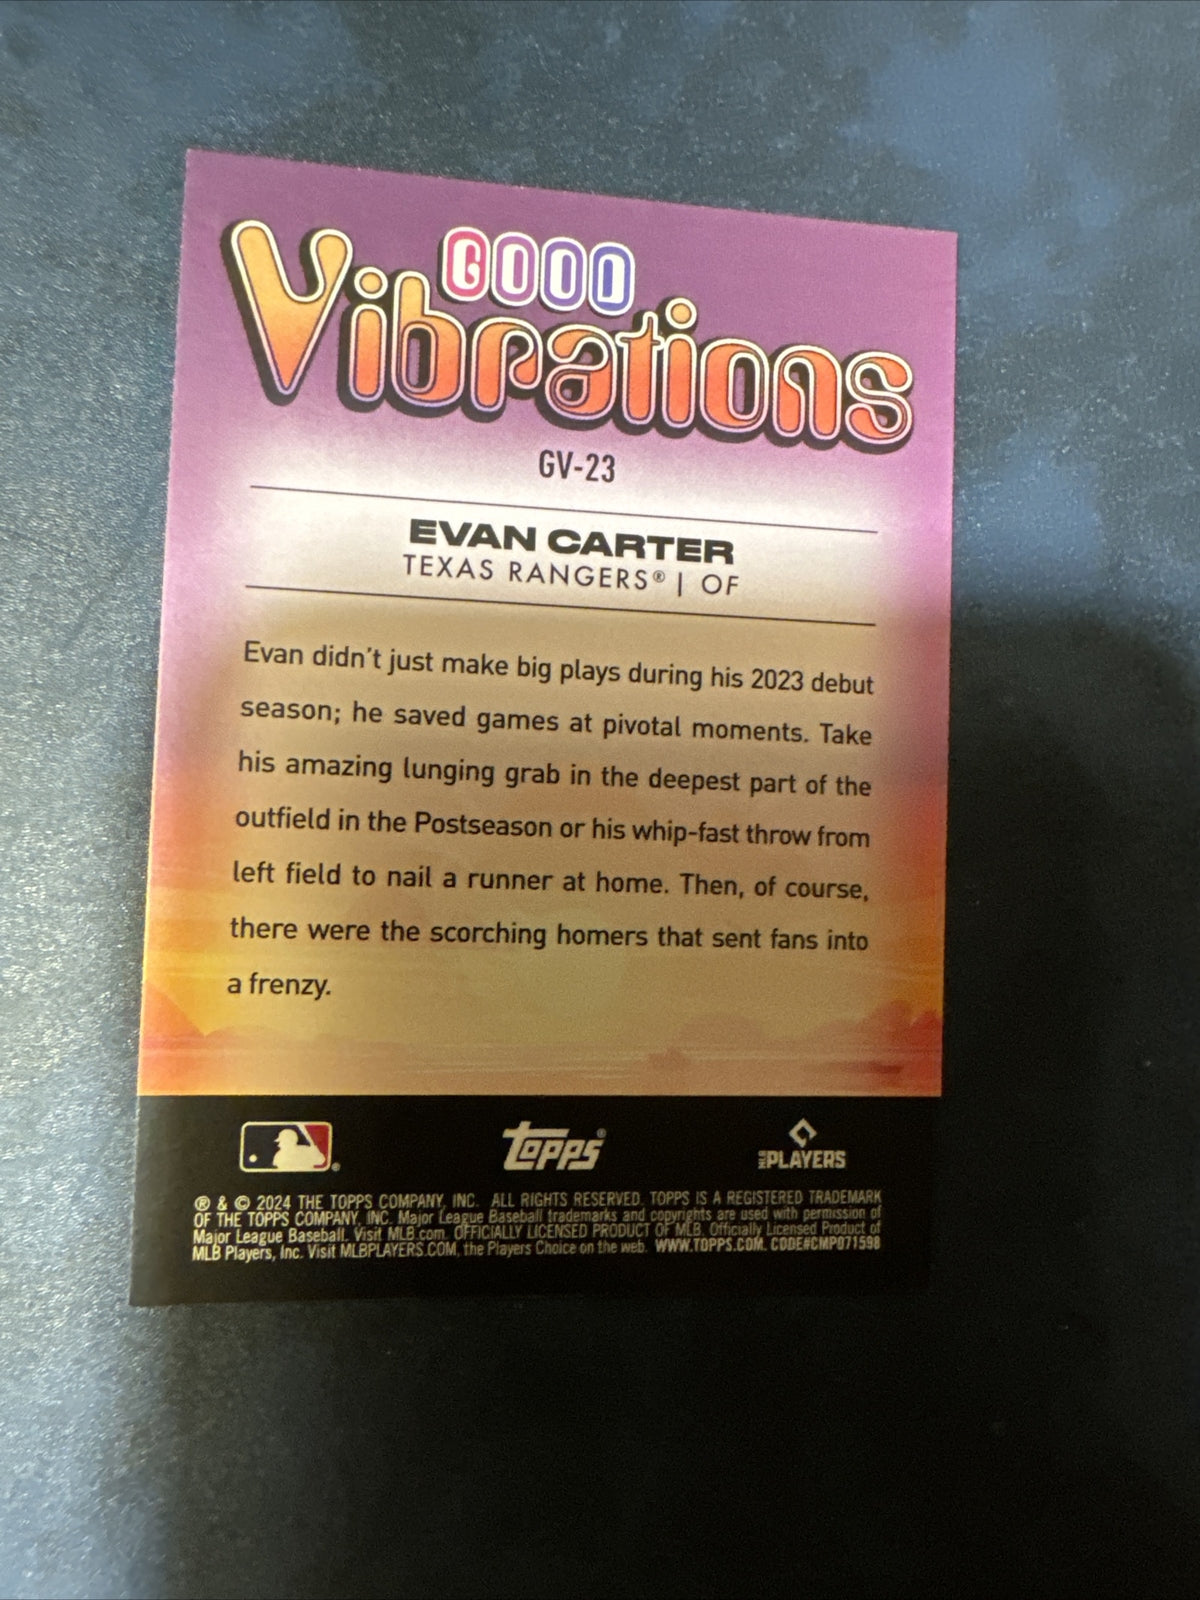 GOOD
Vibrations
GV-23
EVAN CARTER
TEXAS RANGERS® | OF
Evan didn't just make big plays during his 2023 debut
season; he saved games at pivotal moments. Take
his amazing lunging grab in the deepest part of the
outfield in the Postseason or his whip-fast throw from
left field to nail a runner at home. Then, of course,
there were the scorching homers that sent fans into
a frenzy.
Topps®
MLB PLAYERS
® & © 2024 THE TOPPS COMPANY, INC. ALL RIGHTS RESERVED. TOPPS IS A REGISTERED TRADEMARK
OF THE TOPPS COMPANY, INC. Major League Baseball trademarks and copyrights are used with permission of
Major League Baseball. Visit MLB.com. OFFICIALLY LICENSED PRODUCT OF MLB. Officially Licensed Product of
MLB Players, Inc. Visit MLBPLAYERS.COM, the Players Choice on the web. WWW.TOPPS.COM. CODE#CMP071598